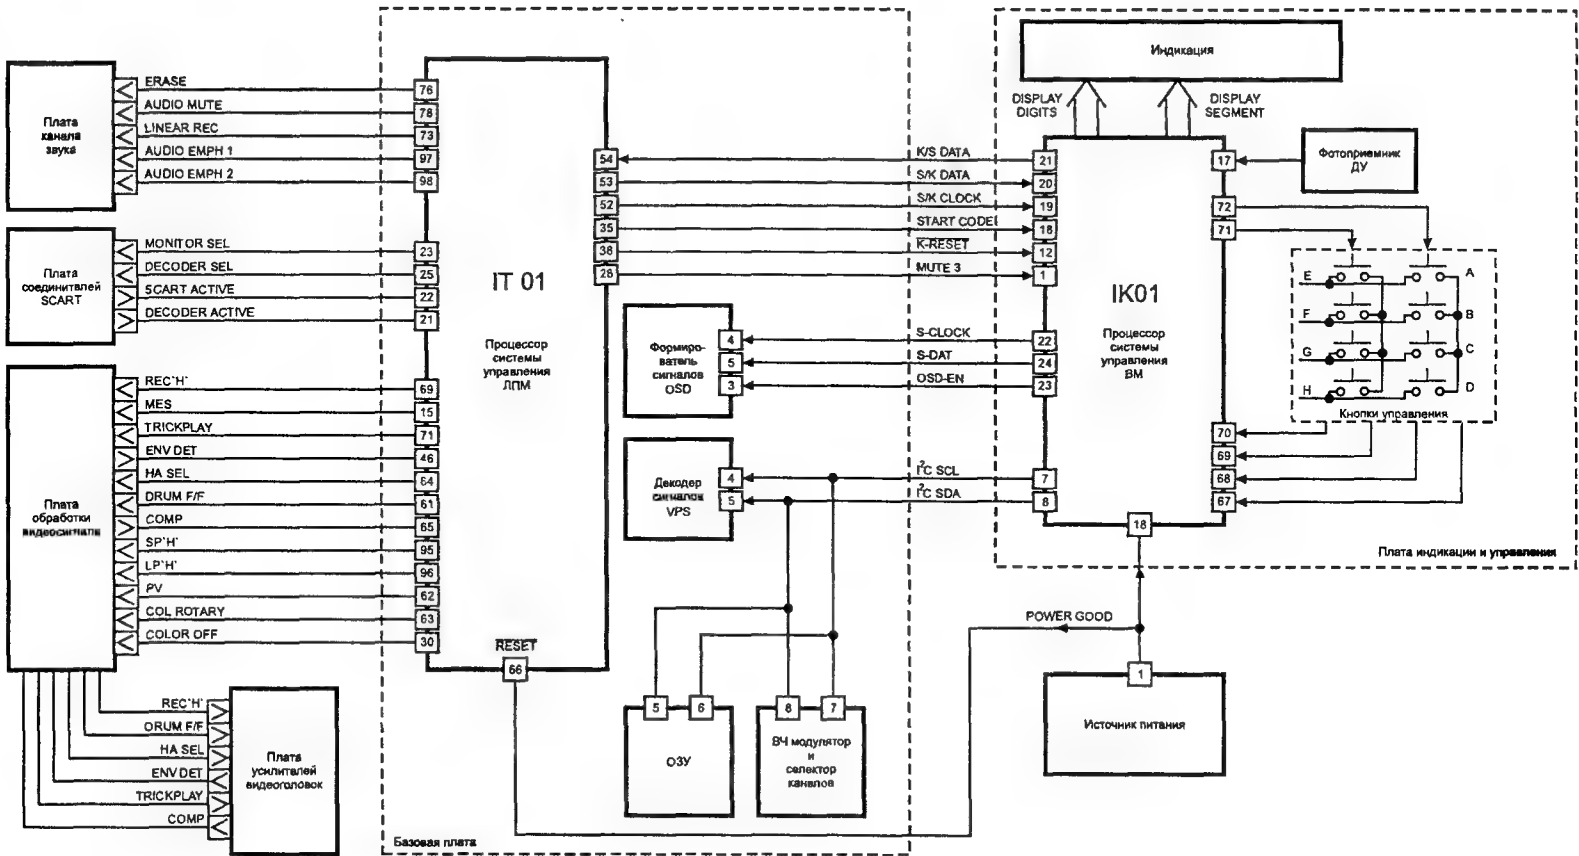 Индикация
DISPLAY
DIGITS
DISPLAY
SEGMENT
Плата
канала
звука
ERASE
AUDIO MUTE
LINEAR REC
AUDIO EMPH 1
AUDIO EMPH 2
76
78
73
97
98
Плата
соединителей
SCART
MONITOR SEL
DECODER SEL
SCART ACTIVE
DECODER ACTIVE
23
25
22
21
Плата
обработки
видеосигнала
REC"H"
MES
TRICKPLAY
ENV DET
HA SEL
DRUM F/F
COMP
SP"H"
LP"H"
PV
COL ROTARY
COLOR OFF
69
15
71
46
64
61
65
95
96
62
63
30
REC"H"
DRUM F/F
HA SEL
ENV DET
TRICKPLAY
COMP
Плата
усилителей
видеоголовок
IT 01
Процессор
системы
управления
ЛПМ
RESET
66
54
53
52
35
38
26
K/S DATA
S/K DATA
S/K CLOCK
START CODE
K-RESET
MUTE 3
21
20
19
18
12
1
Формиро-
ватель
сигналов
OSD
4
5
3
S-CLOCK
S-DAT
OSD-EN
22
24
23
Декодер
сигналов
VPS
4
5
I²C SCL
I²C SDA
7
8
5
6
ОЗУ
8
7
ВЧ модулятор
и
селектор
каналов
Базовая плата
IK01
Процессор
системы
управления
ВМ
17
72
71
70
69
68
67
18
Фотоприемник
ДУ
E
F
G
H
A
B
C
D
Кнопки управления
Плата индикации и управления
POWER GOOD
1
Источник питания